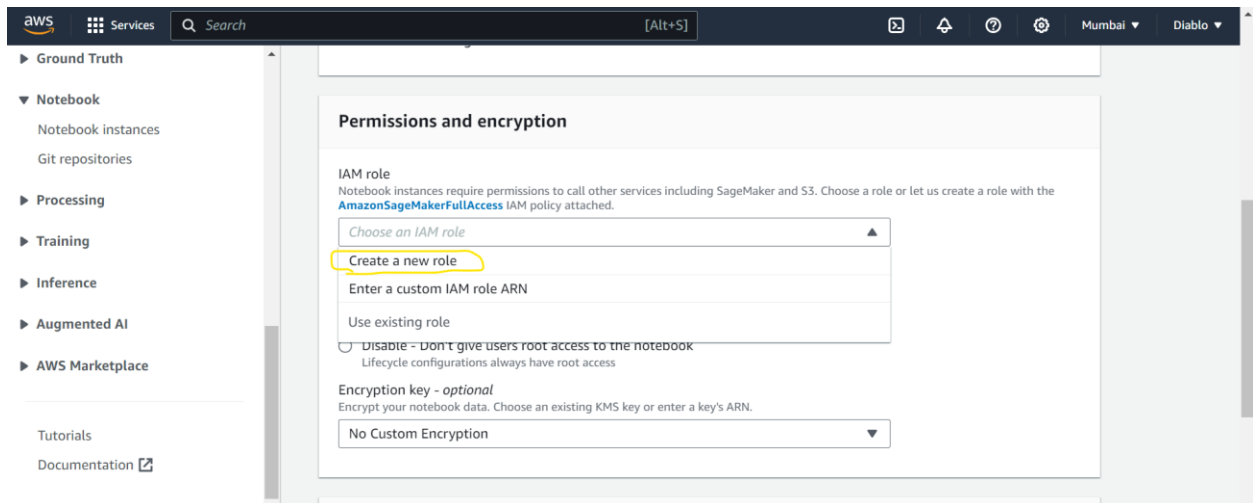 aws
Services
Search
[Alt+S]
Mumbai
Diablo
Ground Truth
Notebook
Notebook instances
Git repositories
Processing
Training
Inference
Augmented AI
AWS Marketplace
Tutorials
Documentation
Permissions and encryption
IAM role
Notebook instances require permissions to call other services including SageMaker and S3. Choose a role or let us create a role with the
AmazonSageMakerFullAccess IAM policy attached.
Choose an IAM role
Create a new role
Enter a custom IAM role ARN
Use existing role
Disable - Don't give users root access to the notebook
Lifecycle configurations always have root access
Encryption key - optional
Encrypt your notebook data. Choose an existing KMS key or enter a key's ARN.
No Custom Encryption